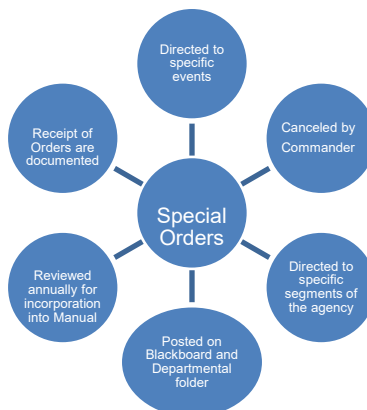 Directed to
specific
events
Receipt of
Orders are
documented
Canceled by
Commander
Special
Orders
Reviewed
annually for
incorporation
into Manual
Directed to
specific
segments of
the agency
Posted on
Blackboard and
Departmental
folder